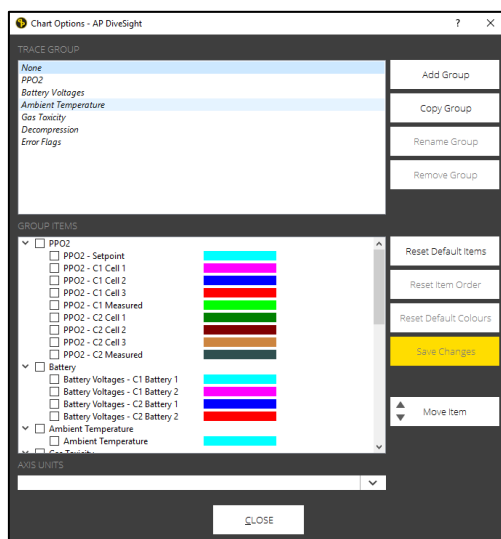 Chart Options - AP DiveSight
?
TRACE GROUP
None
PPO2
Battery Voltages
Ambient Temperature
Gas Toxicity
Decompression
Error Flags
Add Group
Copy Group
Rename Group
Remove Group
GROUP ITEMS
PPO2
PPO2 - Setpoint
PPO2 - C1 Cell 1
PPO2 - C1 Cell 2
PPO2 - C1 Cell 3
PPO2 - C1 Measured
PPO2 - C2 Cell 1
PPO2 - C2 Cell 2
PPO2 - C2 Cell 3
PPO2 - C2 Measured
Battery
Battery Voltages - C1 Battery 1
Battery Voltages - C1 Battery 2
Battery Voltages - C2 Battery 1
Battery Voltages - C2 Battery 2
Ambient Temperature
Ambient Temperature
Gas Toxicity
Reset Default Items
Reset Item Order
Reset Default Colours
Save Changes
Move Item
AXIS UNITS
CLOSE